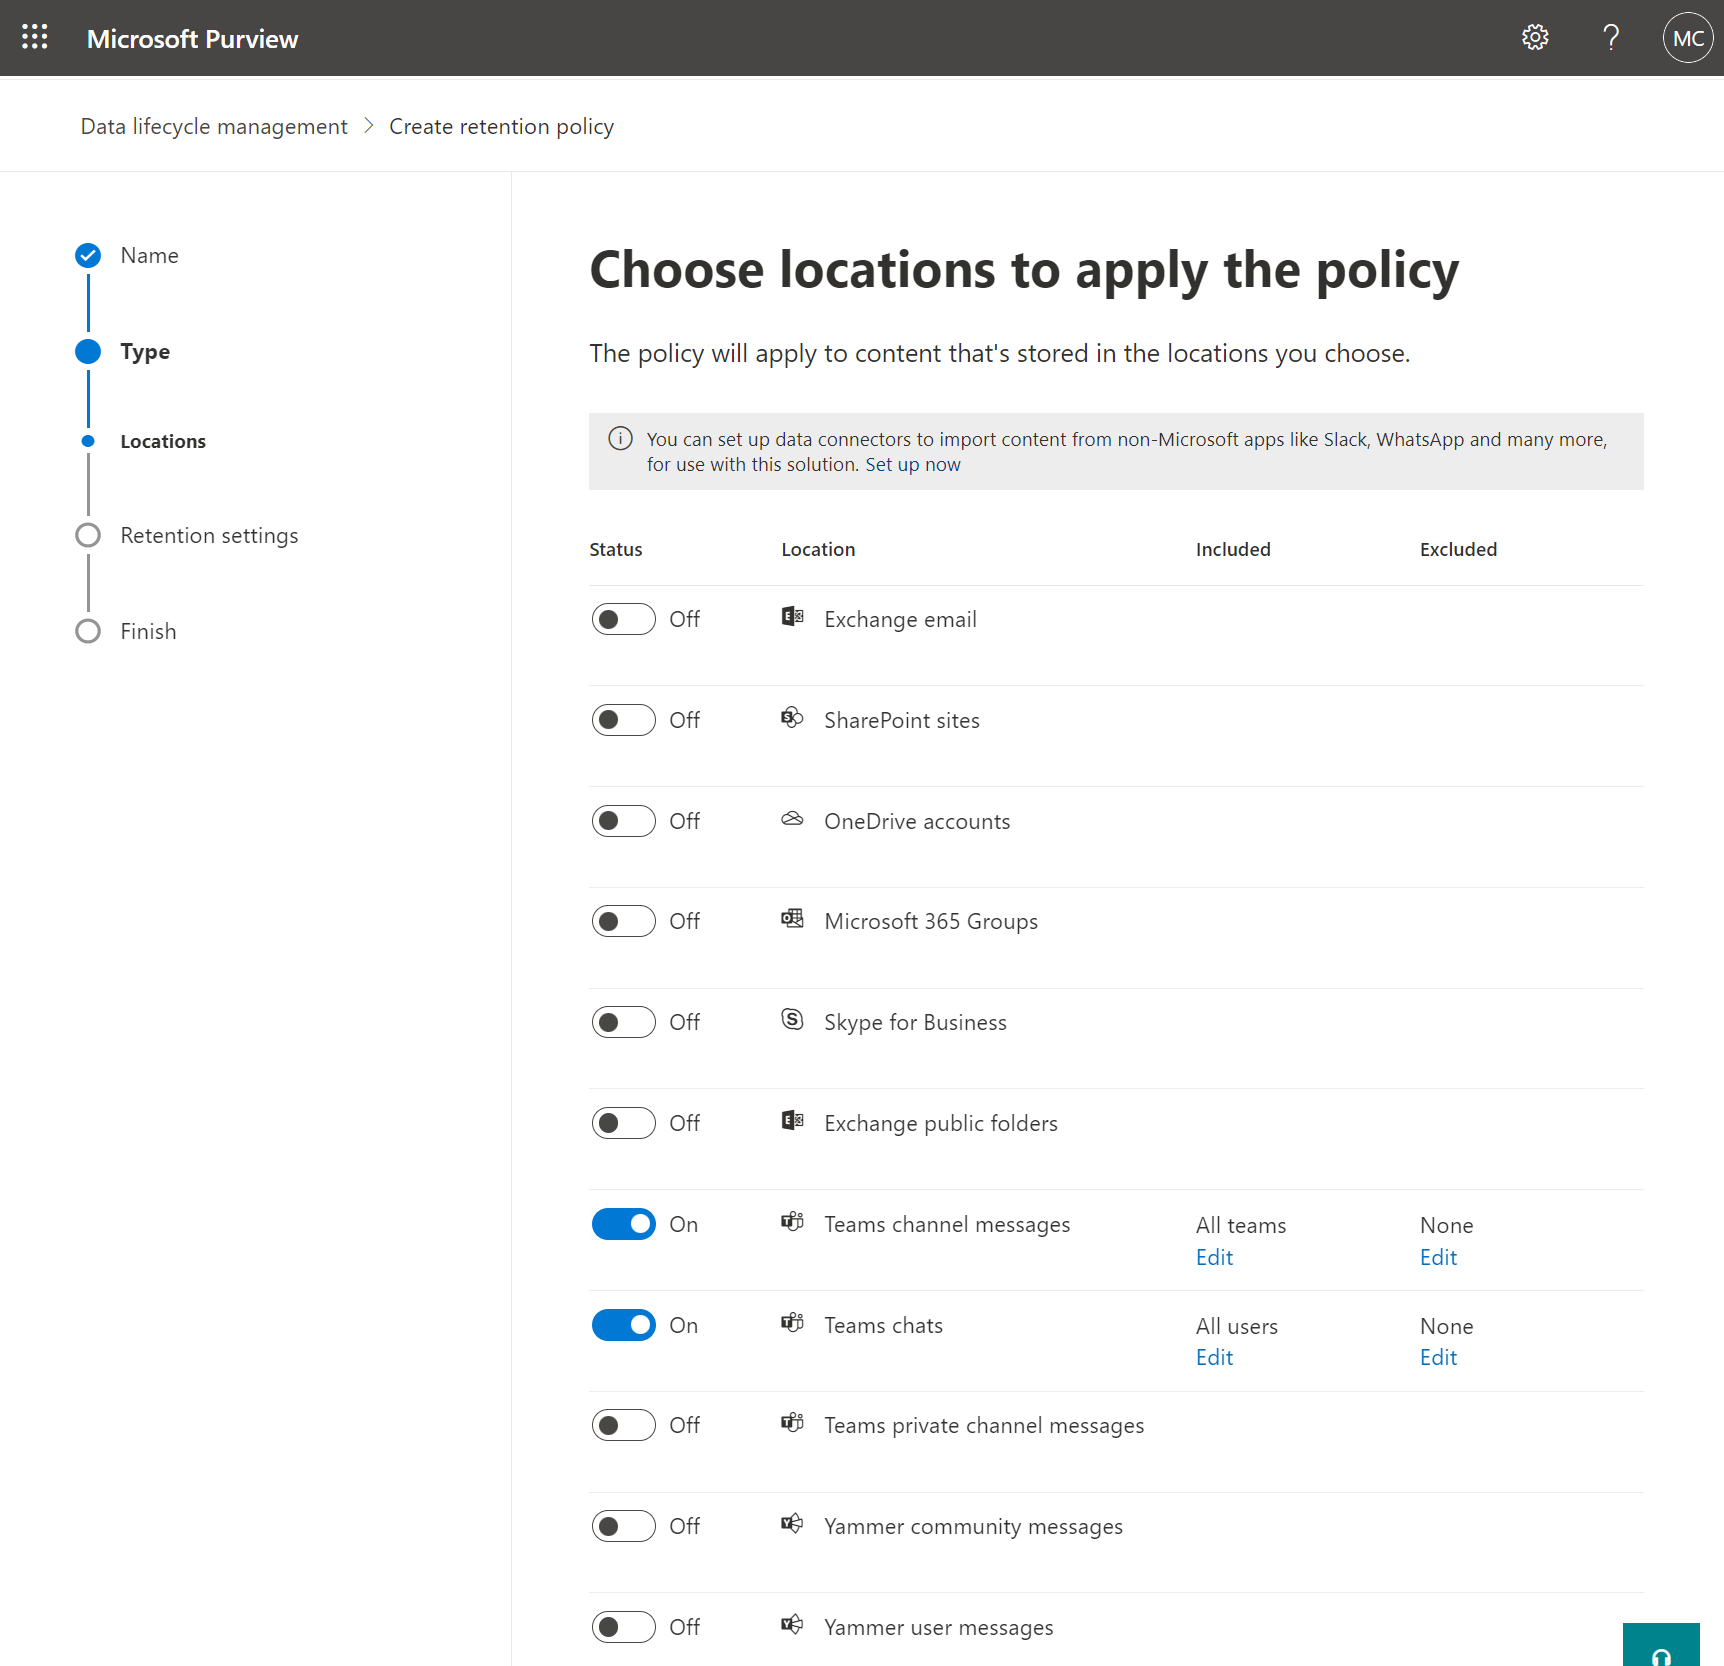 Microsoft Purview
MC
Data lifecycle management > Create retention policy
Name
Type
Locations
Retention settings
Finish
Choose locations to apply the policy
The policy will apply to content that's stored in the locations you choose.
You can set up data connectors to import content from non-Microsoft apps like Slack, WhatsApp and many more,
for use with this solution. Set up now
Status Location Included Excluded
Off Exchange email
Off SharePoint sites
Off OneDrive accounts
Off Microsoft 365 Groups
Off Skype for Business
Off Exchange public folders
On Teams channel messages All teams None
Edit Edit
On Teams chats All users None
Edit Edit
Off Teams private channel messages
Off Yammer community messages
Off Yammer user messages